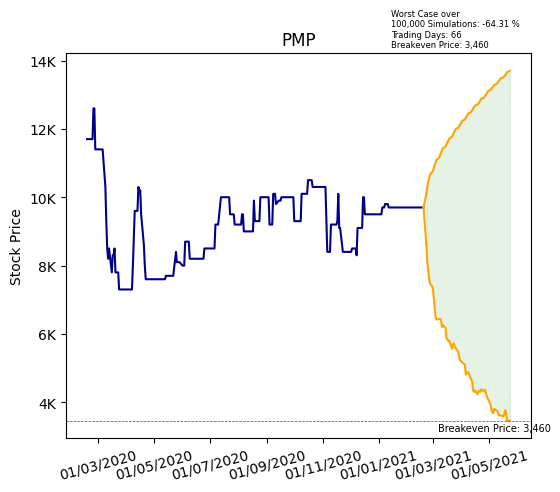 Worst Case over
100,000 Simulations: -64.31 %
Trading Days: 66
Breakeven Price: 3,460
PMP
14K
12K
10K
8K
6K
4K
Stock Price
Breakeven Price: 3,460
01/03/2020
01/05/2020
01/07/2020
01/09/2020
01/11/2020
01/01/2021
01/03/2021
01/05/2021